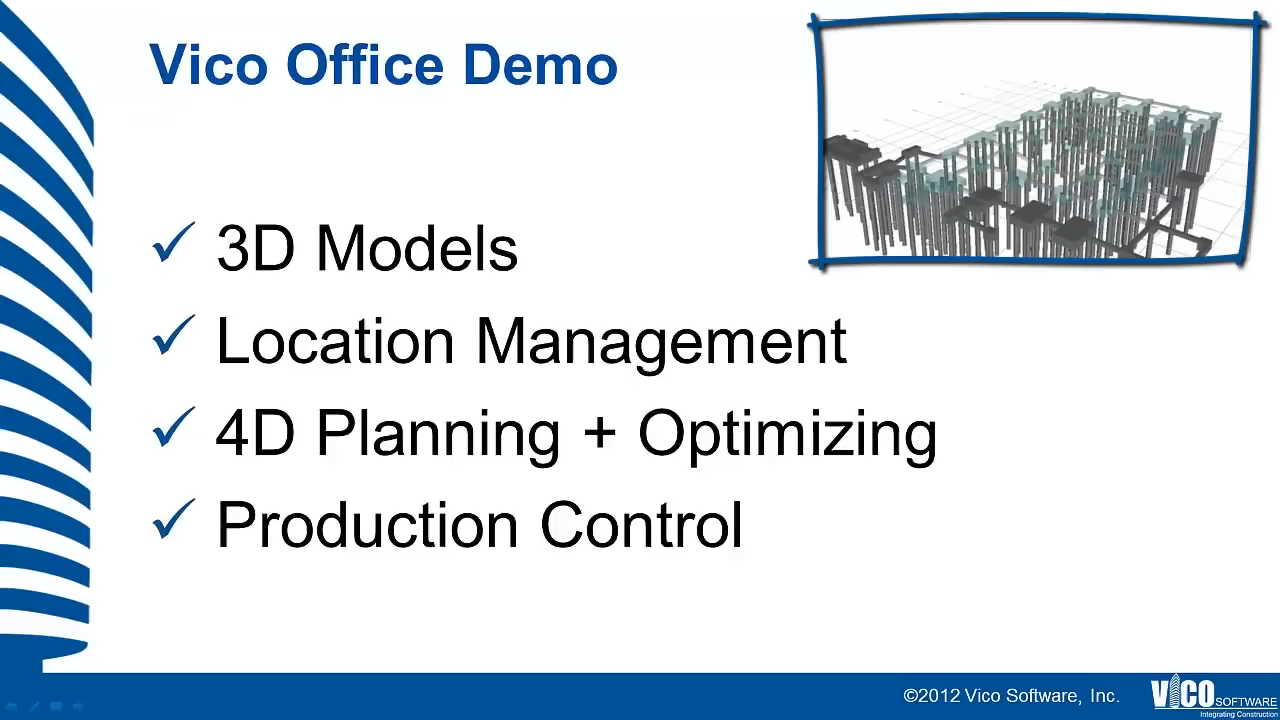 Vico Office Demo
✓ 3D Models
✓ Location Management
✓ 4D Planning + Optimizing
✓ Production Control
©2012 Vico Software, Inc.
VICO SOFTWARE
Integrating Construction